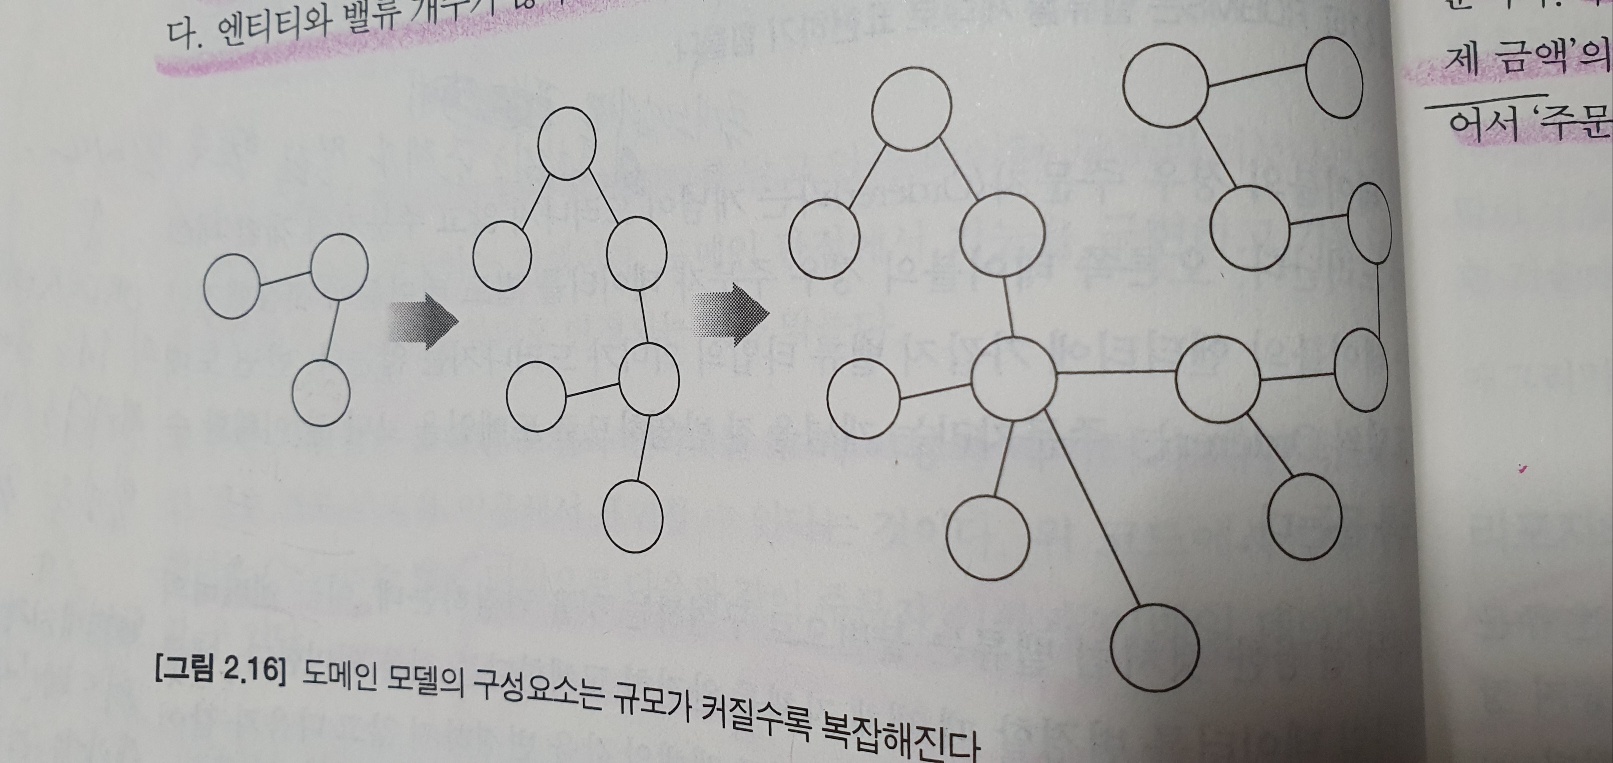 다. 엔티티와 밸류 개수가
제 금액'의
어서 '주문
[그림 2.16] 도메인 모델의 구성요소는 규모가 커질수록 복잡해진다